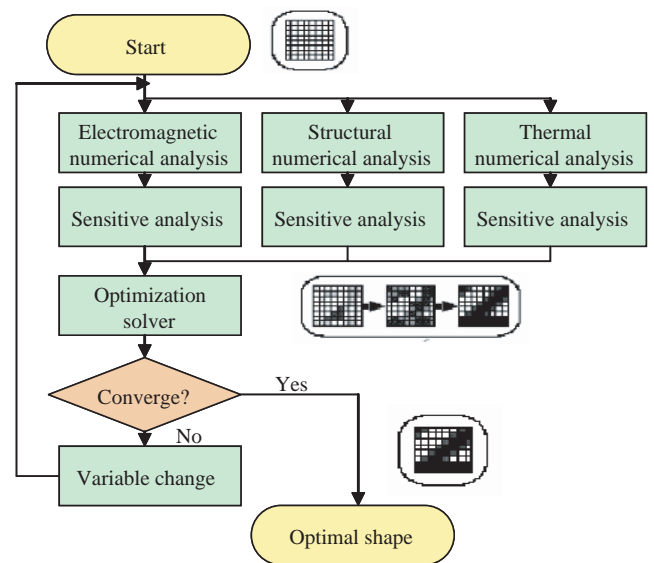 Start
Electromagnetic
numerical analysis
Structural
numerical analysis
Thermal
numerical analysis
Sensitive analysis
Sensitive analysis
Sensitive analysis
Optimization
solver
Converge?
Yes
No
Variable change
Optimal shape